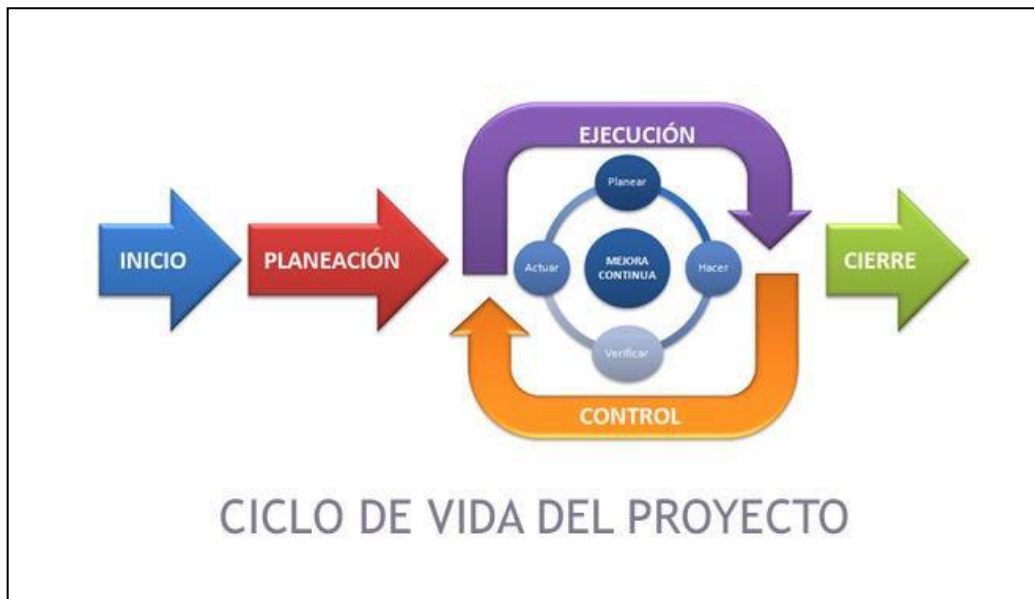 EJECUCIÓN
Planear
INICIO
PLANEACIÓN
Actuar
MEJORA
CONTINUA
Hacer
CIERRE
Verificar
CONTROL
CICLO DE VIDA DEL PROYECTO